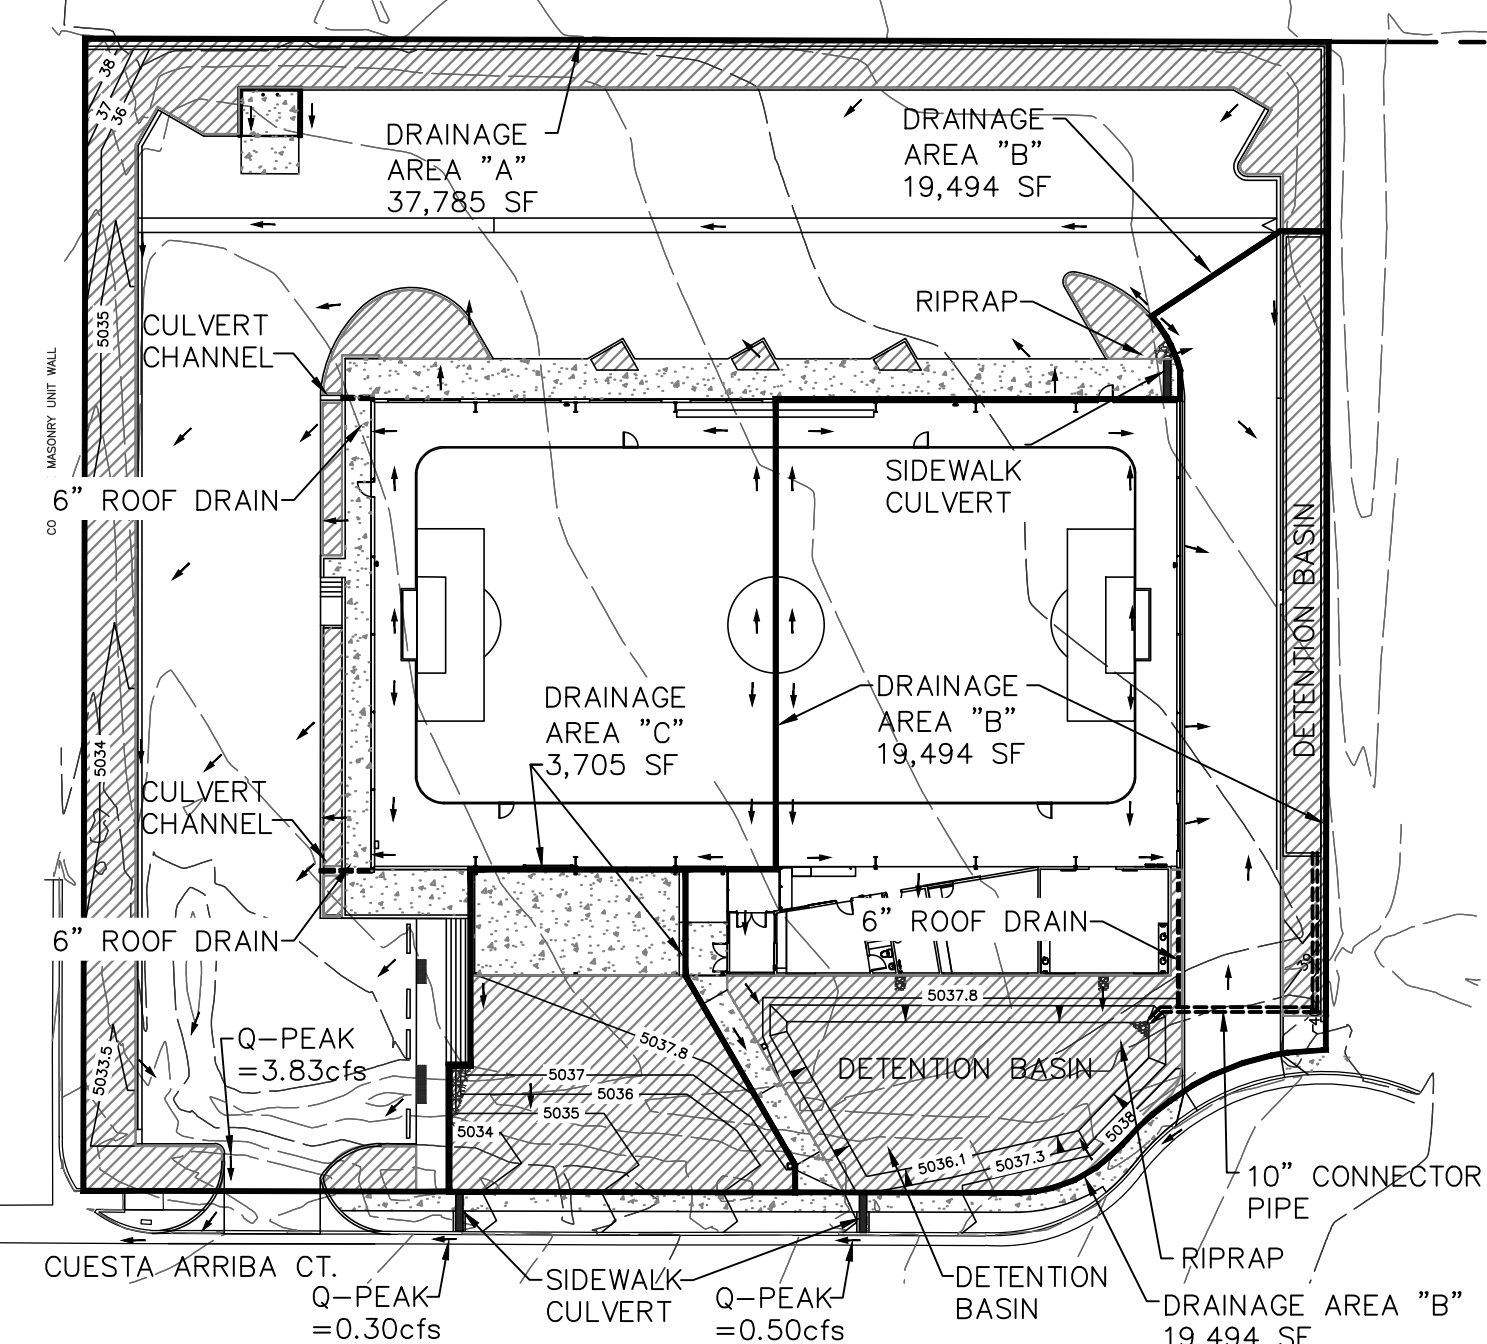 38
37
36
DRAINAGE
AREA "A"
37,785 SF
DRAINAGE
AREA "B"
19,494 SF
5035
CULVERT
CHANNEL
RIPRAP
CO
MASONRY UNIT WALL
6" ROOF DRAIN
SIDEWALK
CULVERT
DETENTION BASIN
DRAINAGE
AREA "C"
3,705 SF
DRAINAGE
AREA "B"
19,494 SF
5034
CULVERT
CHANNEL
6" ROOF DRAIN
6" ROOF DRAIN
36
5037.8
5037.8
Q-PEAK
=3.83cfs
5033.5
5037
5036
5035
5034
DETENTION BASIN
5038
5036.1
5037.3
10" CONNECTOR
PIPE
CUESTA ARRIBA CT.
Q-PEAK
=0.30cfs
SIDEWALK
CULVERT
Q-PEAK
=0.50cfs
DETENTION
BASIN
RIPRAP
DRAINAGE AREA "B"
19,494 SF